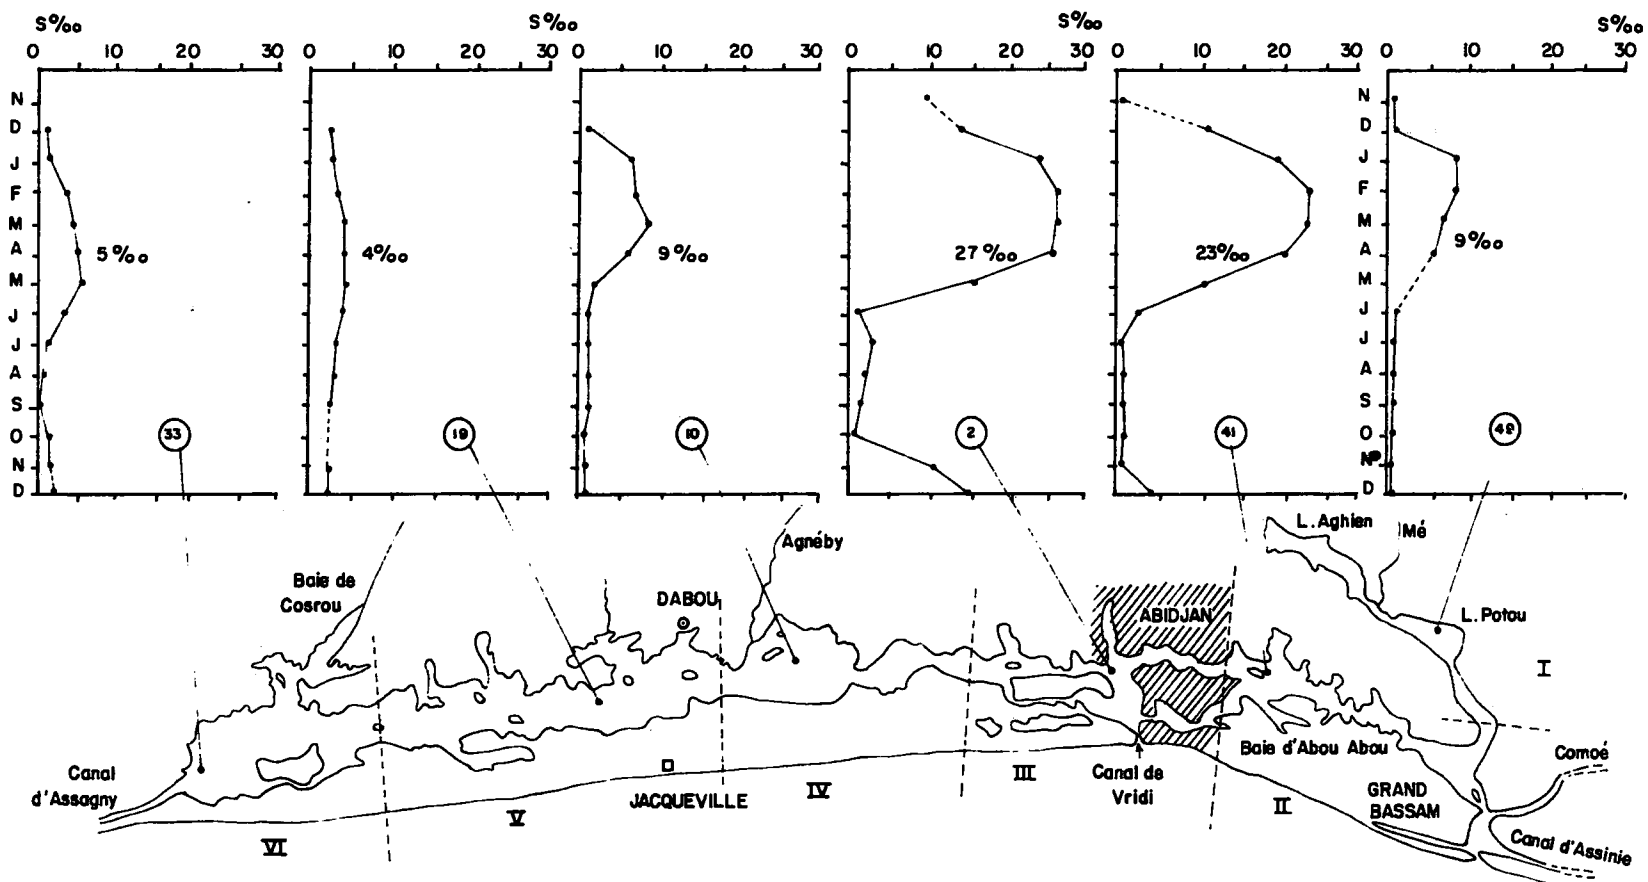 S‰ S‰ S‰ S‰
0 10 20 30 0 10 20 30 0 10 20 30 0 10 20 30 0 10 20 30 0 10 20 30
N N
D D
J J
F F
M M
A A
M M
J J
J J
A A
S S
O O
N N
D D
5‰ 4‰ 9‰ 27‰ 23‰ 9‰
33 19 10 2 41 42
L. Aghien
Mé
Agnéby
Baie de
Cosrou
DABOU
ABIDJAN
L. Potou
I
Canal
d'Assagny
JACQUEVILLE
IV
III
Canal de
Vridi
Baie d'Abou Abou
II
GRAND
BASSAM
Comoé
V
VI
Canal d'Assinie